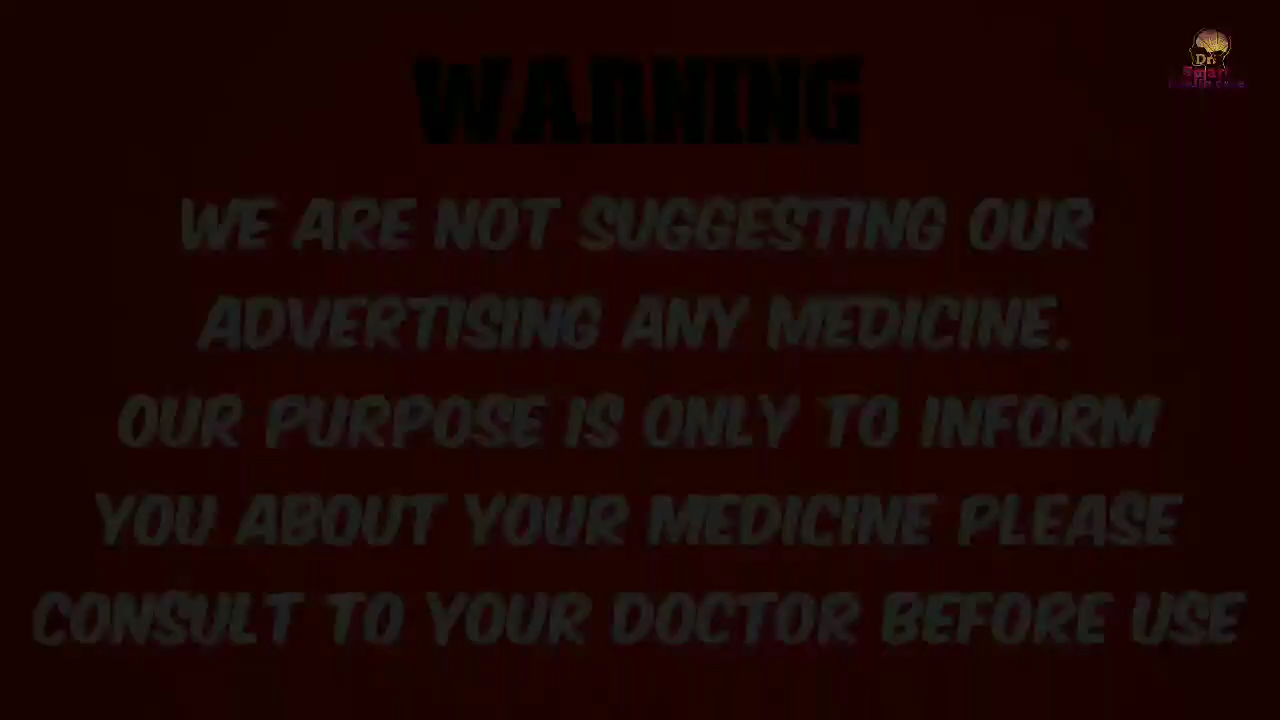 WARNING
WE ARE NOT SUGGESTING OUR
ADVERTISING ANY MEDICINE.
OUR PURPOSE IS ONLY TO INFORM
YOU ABOUT YOUR MEDICINE PLEASE
CONSULT TO YOUR DOCTOR BEFORE USE
Dr.